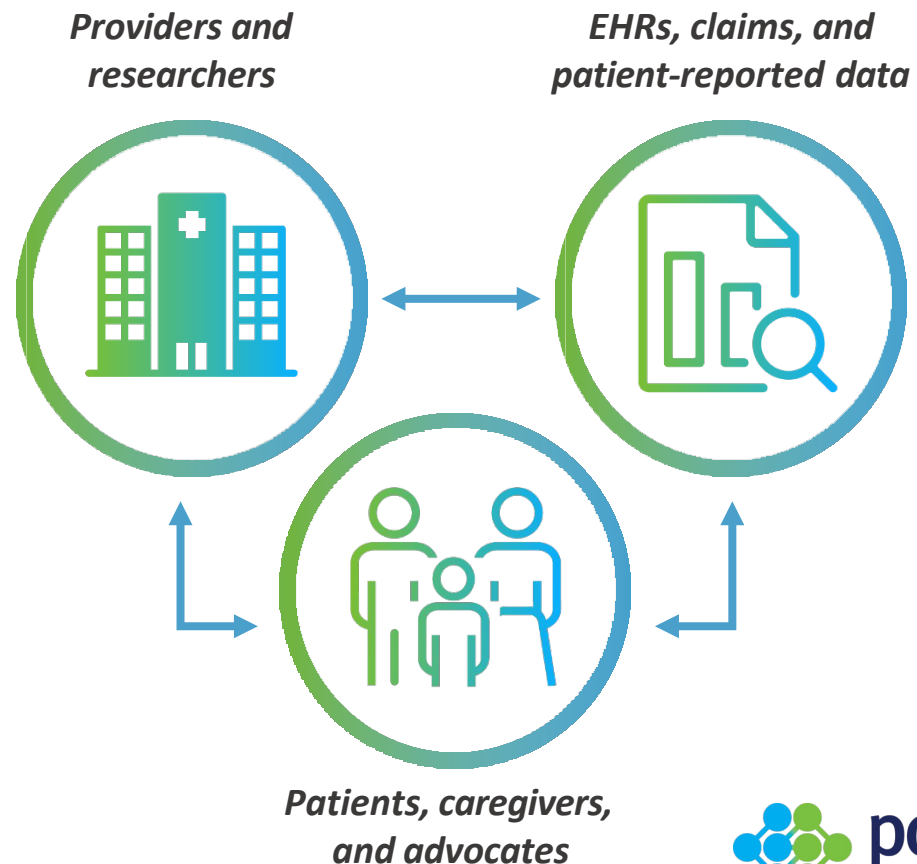 Providers and
researchers
EHRs, claims, and
patient-reported data
Patients, caregivers,
and advocates